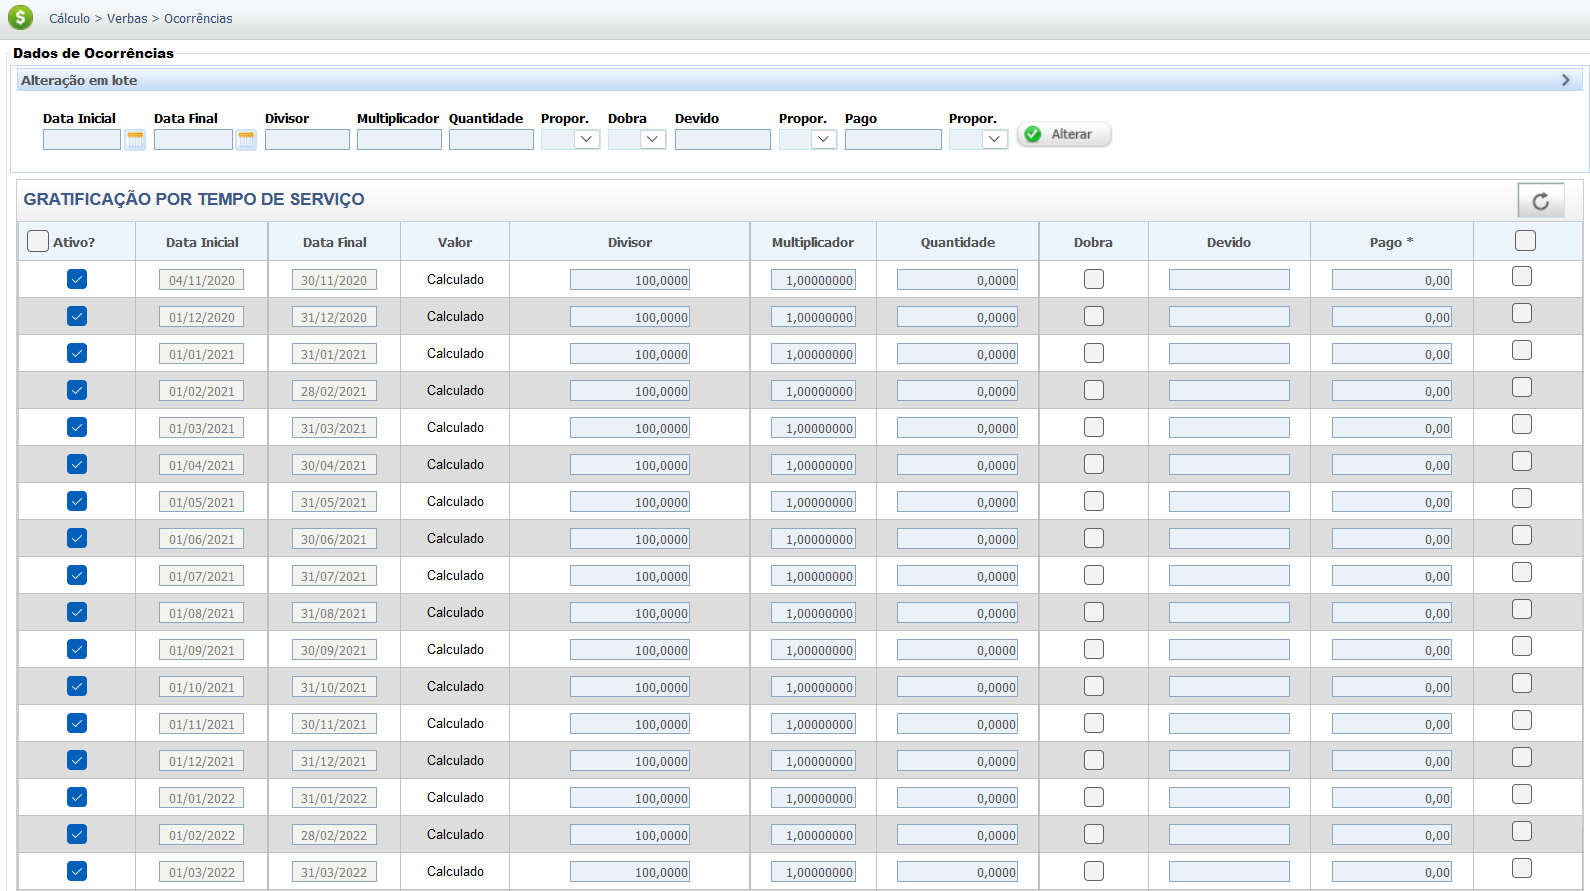 Cálculo > Verbas > Ocorrências
Dados de Ocorrências
Alteração em lote
Data Inicial Data Final Divisor Multiplicador Quantidade Propor. Dobra Devido Propor. Pago Propor. Alterar
GRATIFICAÇÃO POR TEMPO DE SERVIÇO
Ativo? Data Inicial Data Final Valor Divisor Multiplicador Quantidade Dobra Devido Pago *
04/11/2020 30/11/2020 Calculado 100,0000 1,00000000 0,0000 0,00
01/12/2020 31/12/2020 Calculado 100,0000 1,00000000 0,0000 0,00
01/01/2021 31/01/2021 Calculado 100,0000 1,00000000 0,0000 0,00
01/02/2021 28/02/2021 Calculado 100,0000 1,00000000 0,0000 0,00
01/03/2021 31/03/2021 Calculado 100,0000 1,00000000 0,0000 0,00
01/04/2021 30/04/2021 Calculado 100,0000 1,00000000 0,0000 0,00
01/05/2021 31/05/2021 Calculado 100,0000 1,00000000 0,0000 0,00
01/06/2021 30/06/2021 Calculado 100,0000 1,00000000 0,0000 0,00
01/07/2021 31/07/2021 Calculado 100,0000 1,00000000 0,0000 0,00
01/08/2021 31/08/2021 Calculado 100,0000 1,00000000 0,0000 0,00
01/09/2021 30/09/2021 Calculado 100,0000 1,00000000 0,0000 0,00
01/10/2021 31/10/2021 Calculado 100,0000 1,00000000 0,0000 0,00
01/11/2021 30/11/2021 Calculado 100,0000 1,00000000 0,0000 0,00
01/12/2021 31/12/2021 Calculado 100,0000 1,00000000 0,0000 0,00
01/01/2022 31/01/2022 Calculado 100,0000 1,00000000 0,0000 0,00
01/02/2022 28/02/2022 Calculado 100,0000 1,00000000 0,0000 0,00
01/03/2022 31/03/2022 Calculado 100,0000 1,00000000 0,0000 0,00